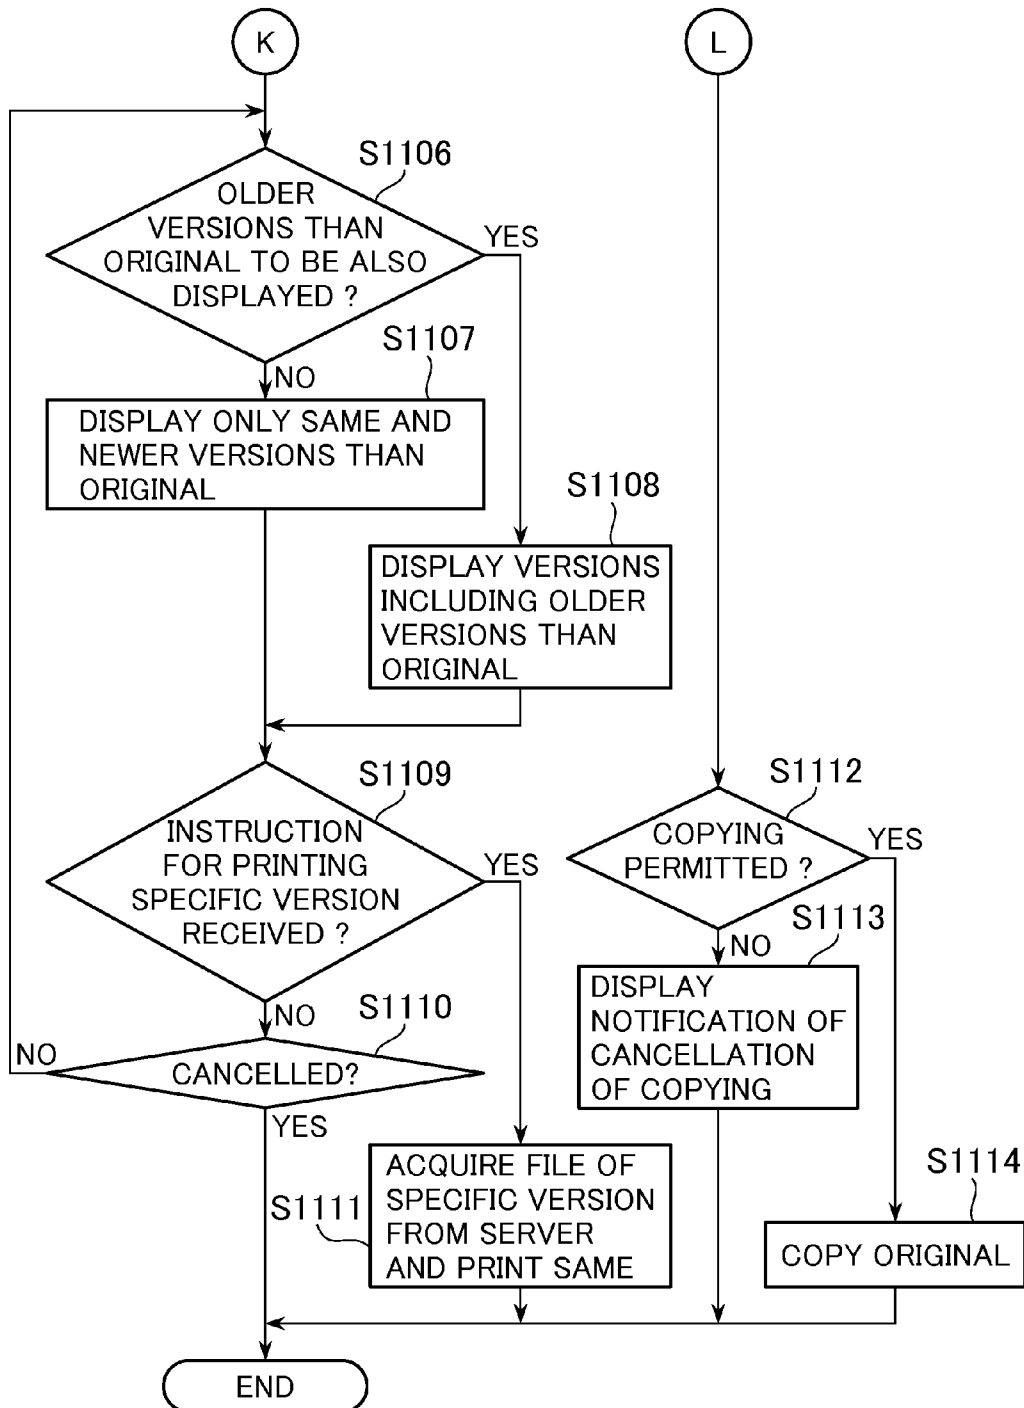 K
L
S1106
OLDER
VERSIONS THAN
ORIGINAL TO BE ALSO
DISPLAYED ?
YES
S1107
NO
DISPLAY ONLY SAME AND
NEWER VERSIONS THAN
ORIGINAL
S1108
DISPLAY VERSIONS
INCLUDING OLDER
VERSIONS THAN
ORIGINAL
S1109
INSTRUCTION
FOR PRINTING
SPECIFIC VERSION
RECEIVED ?
YES
NO
S1110
CANCELLED?
NO
YES
S1111
ACQUIRE FILE OF
SPECIFIC VERSION
FROM SERVER
AND PRINT SAME
S1112
COPYING
PERMITTED ?
YES
NO
S1113
DISPLAY
NOTIFICATION OF
CANCELLATION
OF COPYING
S1114
COPY ORIGINAL
END